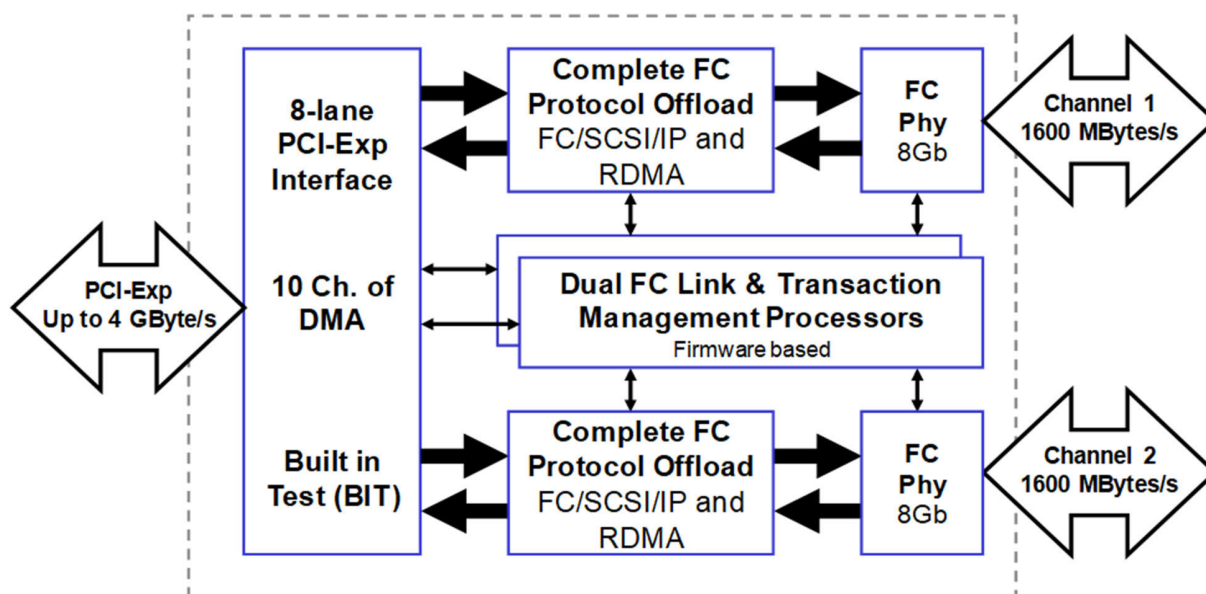 8-lane
PCI-Exp
Interface
10 Ch. of
DMA
Built in
Test (BIT)
PCI-Exp
Up to 4 GByte/s
Complete FC
Protocol Offload
FC/SCSI/IP and
RDMA
FC
Phy
8Gb
Channel 1
1600 MBytes/s
Dual FC Link & Transaction
Management Processors
Firmware based
Complete FC
Protocol Offload
FC/SCSI/IP and
RDMA
FC
Phy
8Gb
Channel 2
1600 MBytes/s